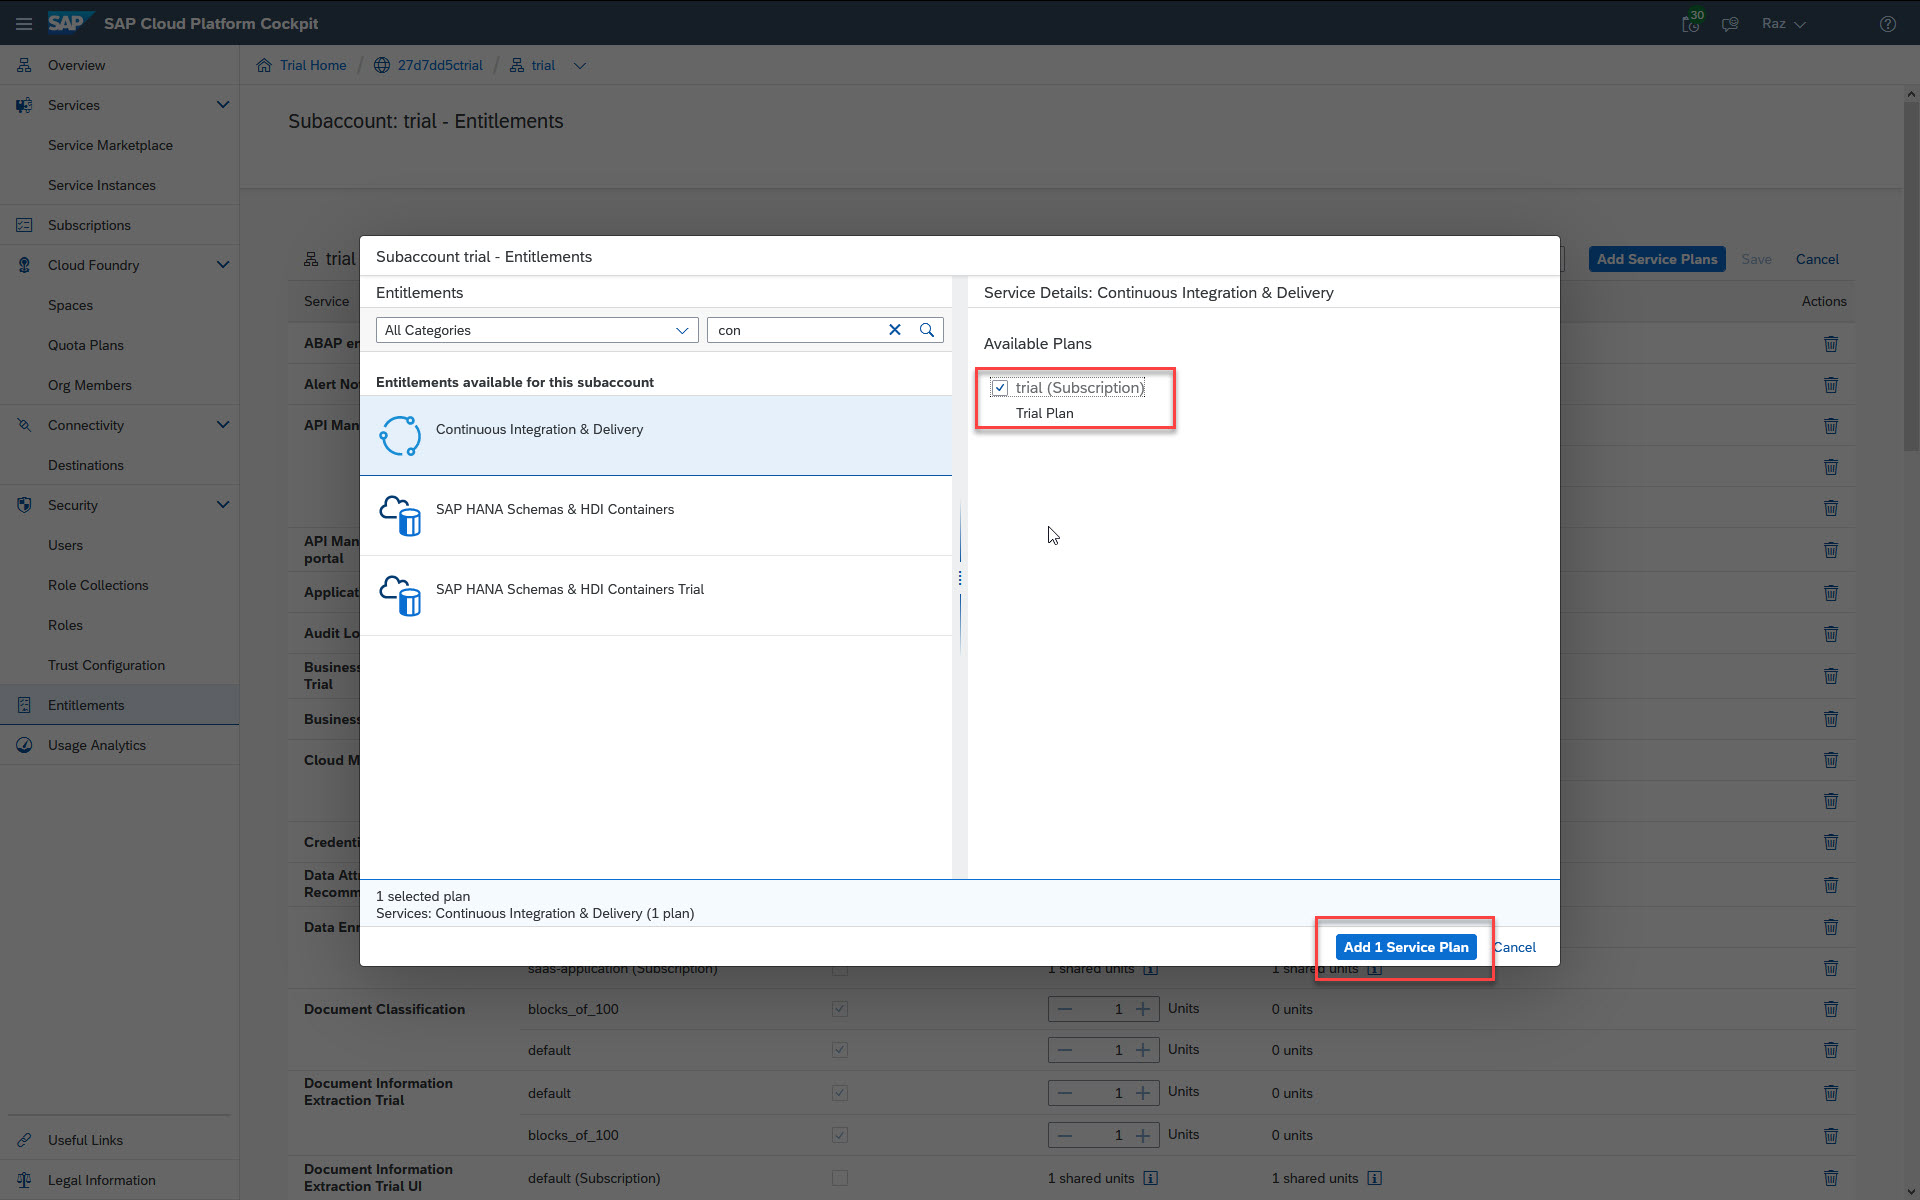 SAP SAP Cloud Platform Cockpit
30
Raz
Overview
Services
Service Marketplace
Service Instances
Subscriptions
Cloud Foundry
Spaces
Quota Plans
Org Members
Connectivity
Destinations
Security
Users
Role Collections
Roles
Trust Configuration
Entitlements
Usage Analytics
Useful Links
Legal Information
Trial Home / 27d7dd5ctrial / trial
Subaccount: trial - Entitlements
trial
Add Service Plans Save Cancel
Service
Actions
ABAP en
Alert No
API Man
API Man
portal
Applicat
Audit Lo
Business
Trial
Business
Cloud M
Credenti
Data Att
Recomm
Data Enr
Subaccount trial - Entitlements
Entitlements
All Categories
con
Entitlements available for this subaccount
Continuous Integration & Delivery
SAP HANA Schemas & HDI Containers
SAP HANA Schemas & HDI Containers Trial
Service Details: Continuous Integration & Delivery
Available Plans
trial (Subscription)
Trial Plan
1 selected plan
Services: Continuous Integration & Delivery (1 plan)
Add 1 Service Plan Cancel
saas-application (Subscription) 1 shared units 1 shared units
Document Classification blocks_of_100 1 Units 0 units
default 1 Units 0 units
Document Information
Extraction Trial
default 1 Units 0 units
blocks_of_100 1 Units 0 units
Document Information
Extraction Trial UI
default (Subscription) 1 shared units 1 shared units